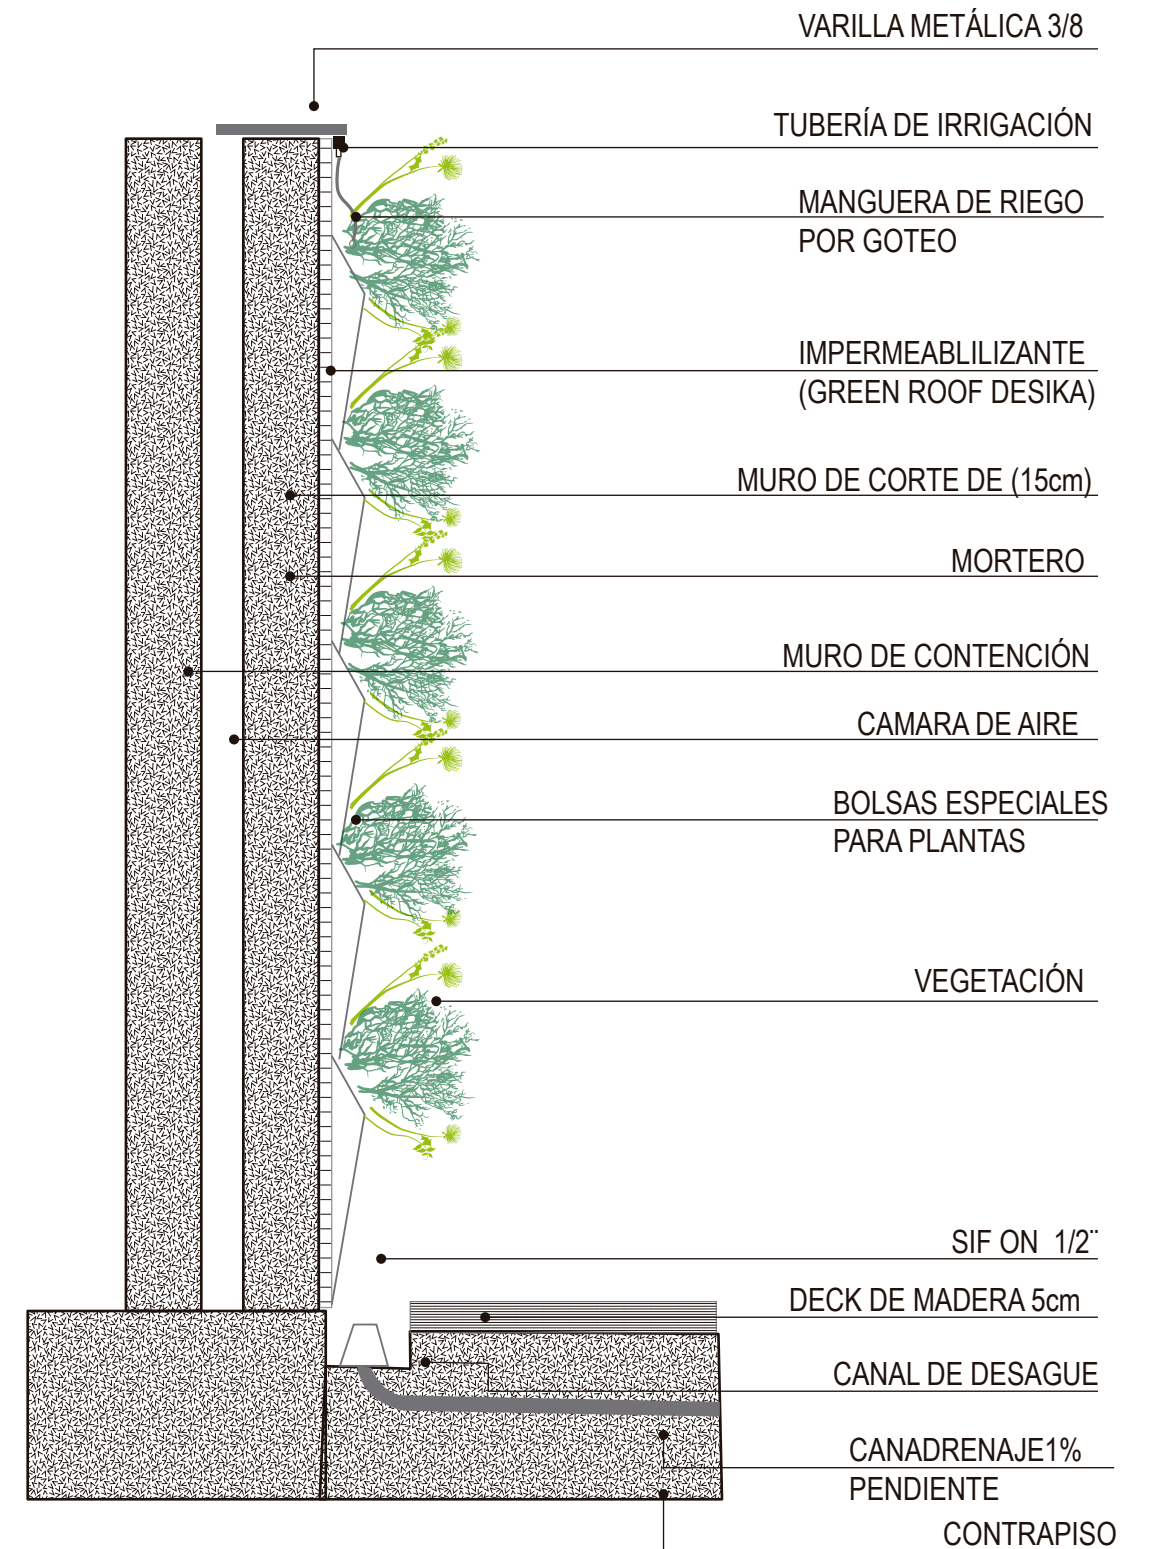 VARILLA METÁLICA 3/8
TUBERÍA DE IRRIGACIÓN
MANGUERA DE RIEGO
POR GOTEO
IMPERMEABLILIZANTE
(GREEN ROOF DESIKA)
MURO DE CORTE DE (15cm)
MORTERO
MURO DE CONTENCIÓN
CAMARA DE AIRE
BOLSAS ESPECIALES
PARA PLANTAS
VEGETACIÓN
SIF ON 1/2¨
DECK DE MADERA 5cm
CANAL DE DESAGUE
CANADRENAJE1%
PENDIENTE
CONTRAPISO